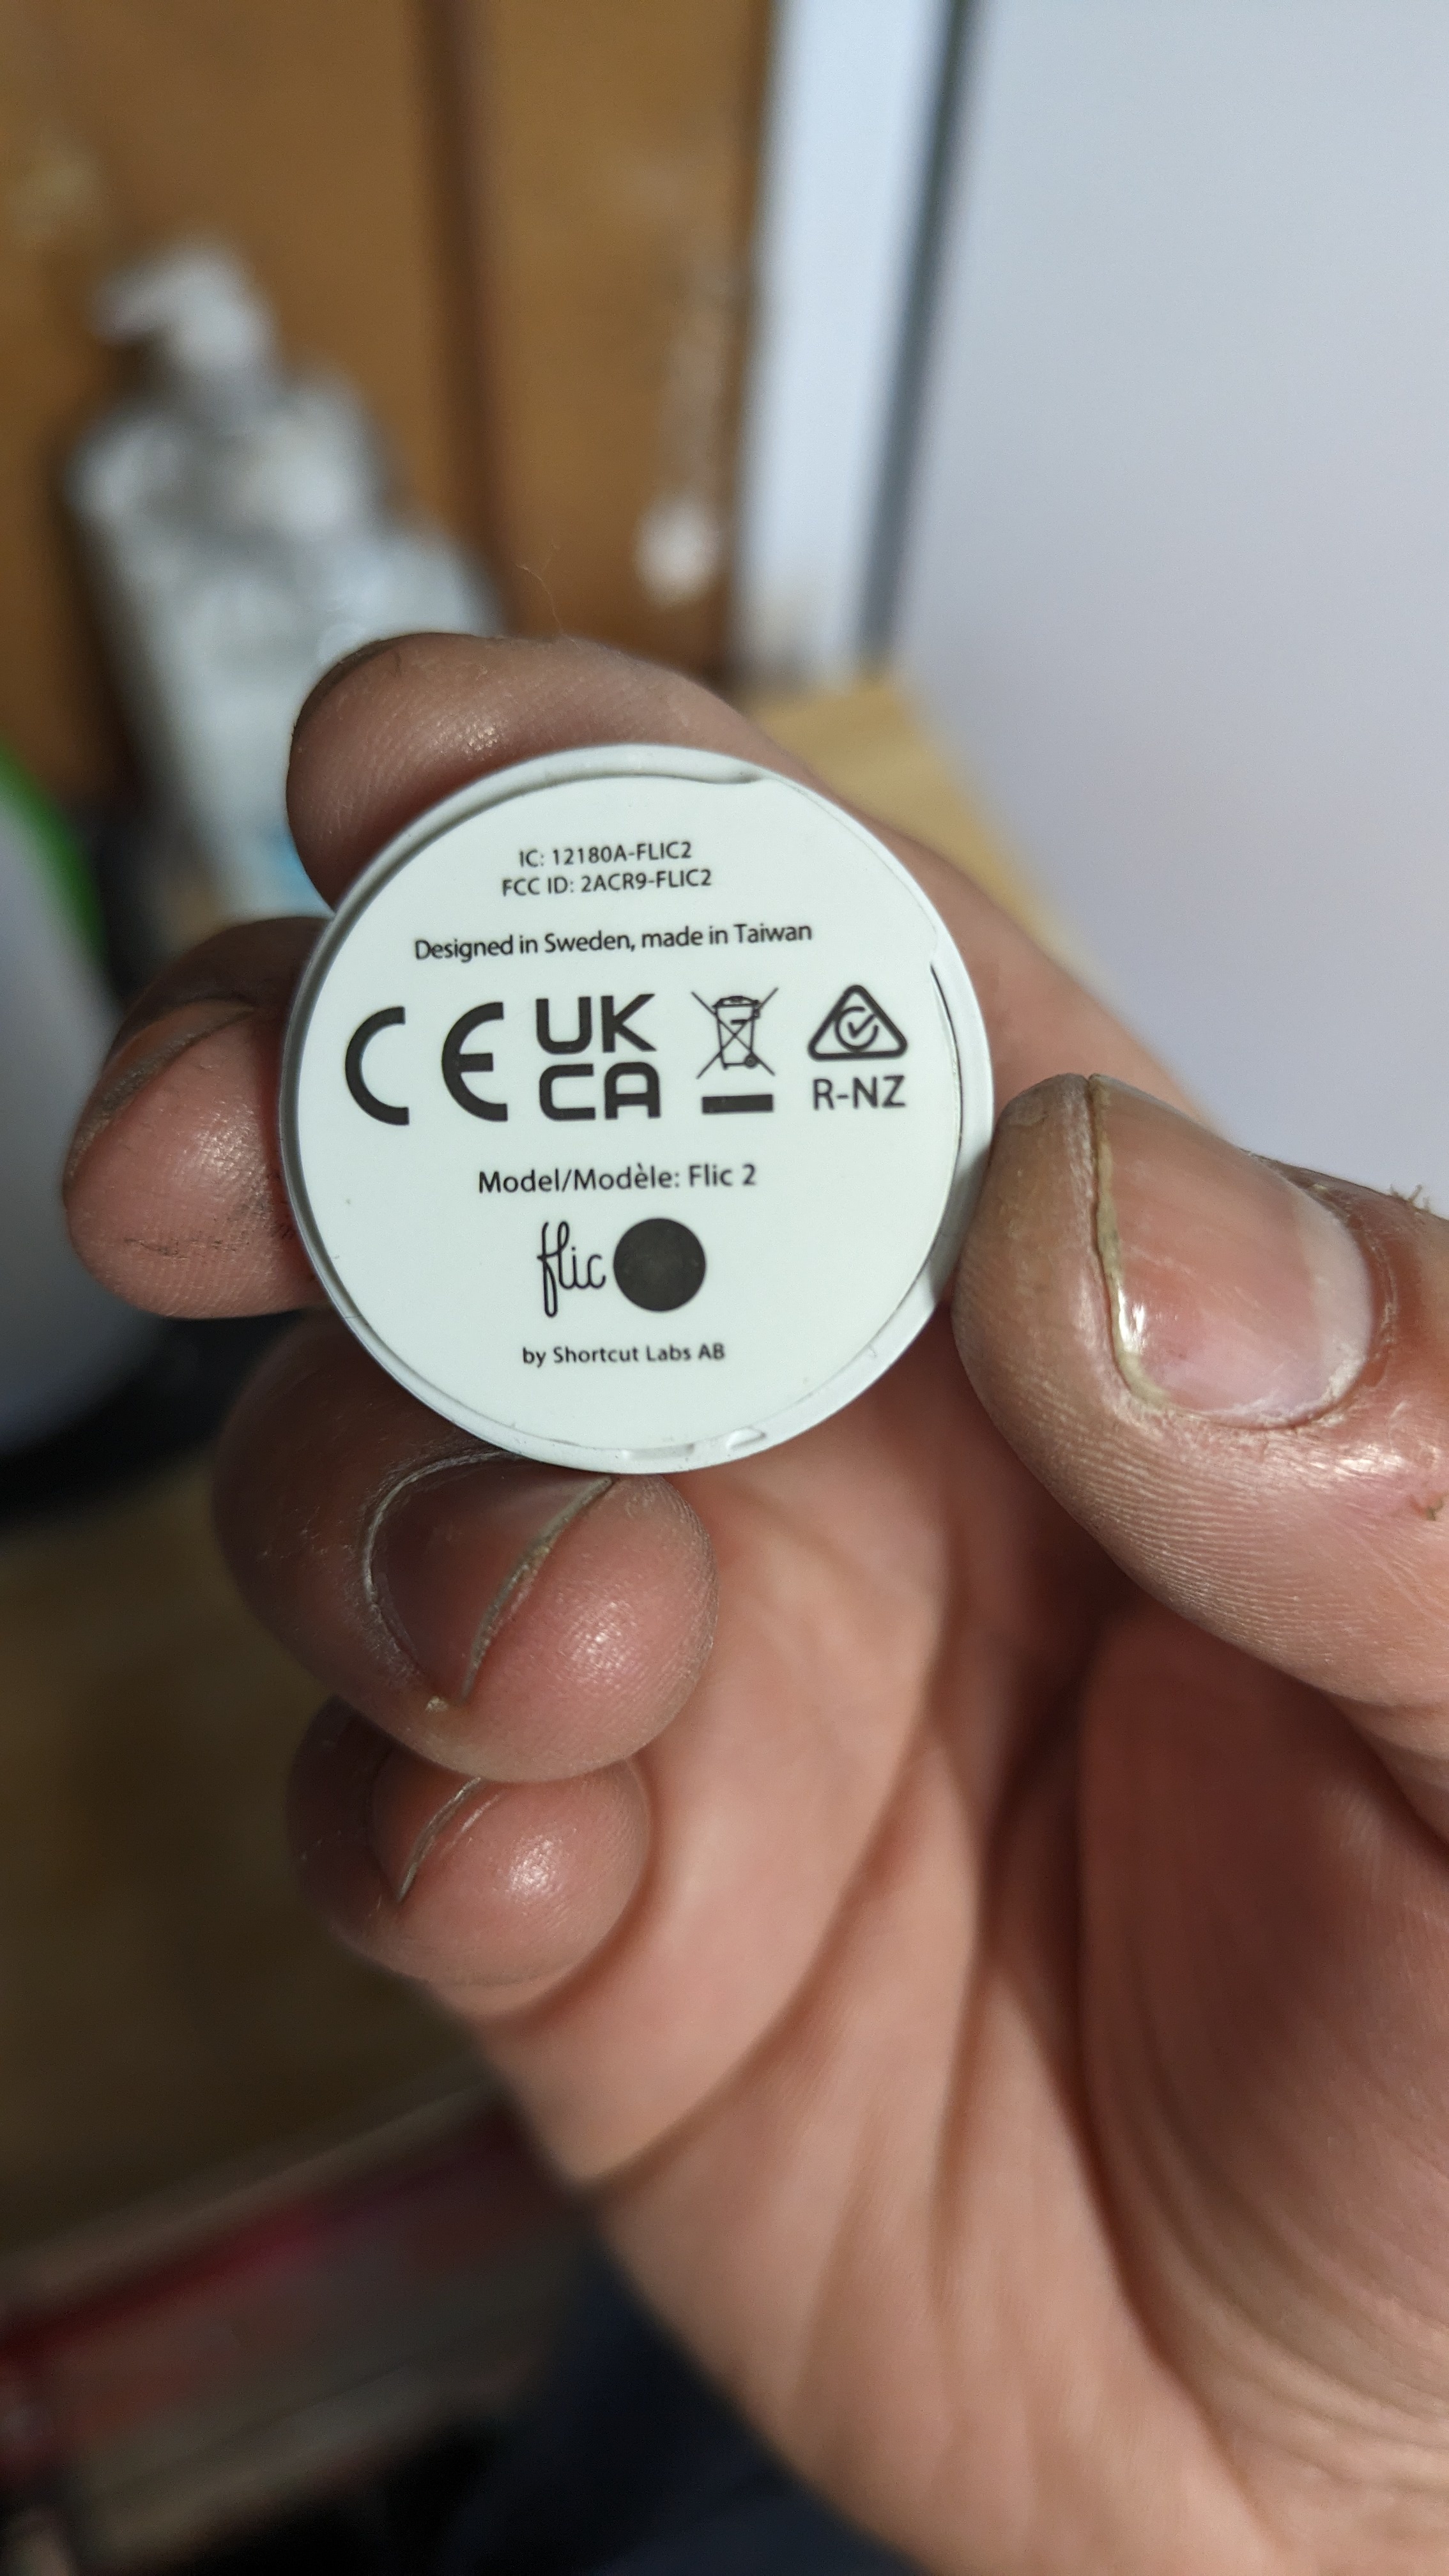 IC: 12180A-FLIC2
FCC ID: 2ACR9-FLIC2
Designed in Sweden, made in Taiwan
CE UK CA R-NZ
Model/Modèle: Flic 2
flic
by Shortcut Labs AB